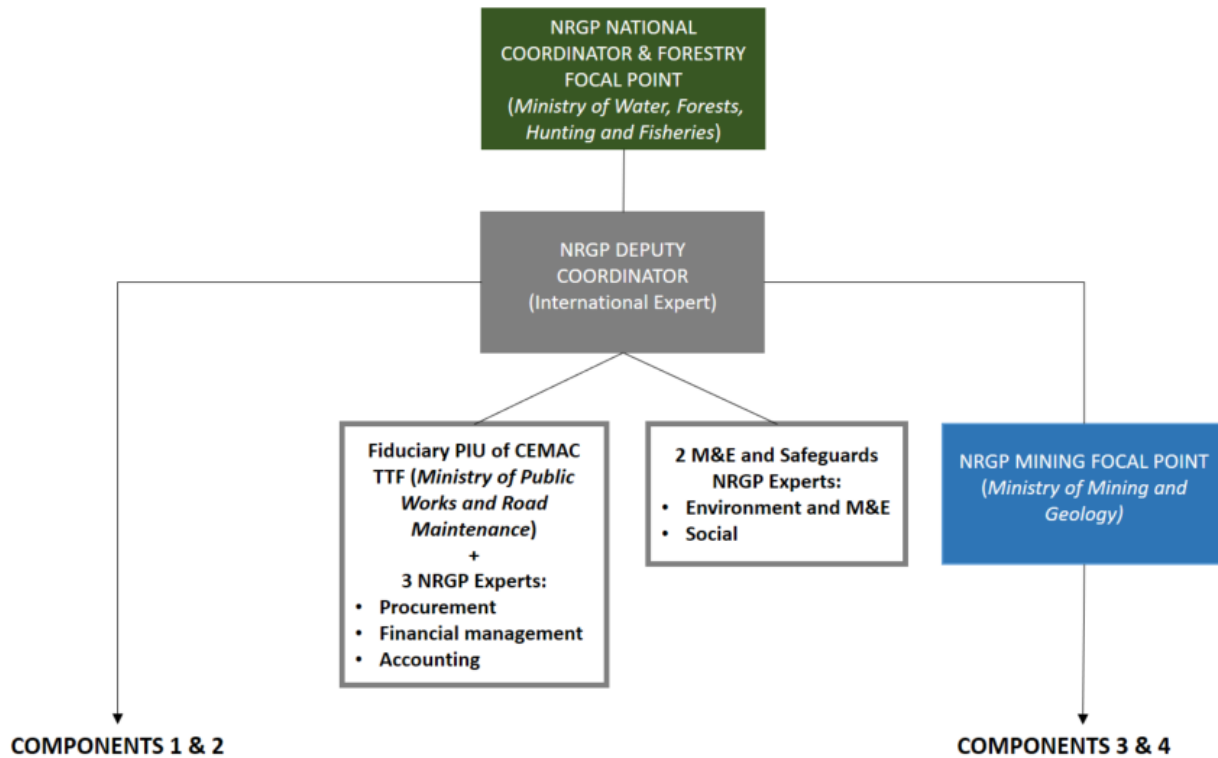 NRGP NATIONAL
COORDINATOR & FORESTRY
FOCAL POINT
(Ministry of Water, Forests,
Hunting and Fisheries)
NRGP DEPUTY
COORDINATOR
(International Expert)
Fiduciary PIU of CEMAC
TTF (Ministry of Public
Works and Road
Maintenance)
+
3 NRGP Experts:
• Procurement
• Financial management
• Accounting
2 M&E and Safeguards
NRGP Experts:
• Environment and M&E
• Social
NRGP MINING FOCAL POINT
(Ministry of Mining and
Geology)
COMPONENTS 1 & 2
COMPONENTS 3 & 4